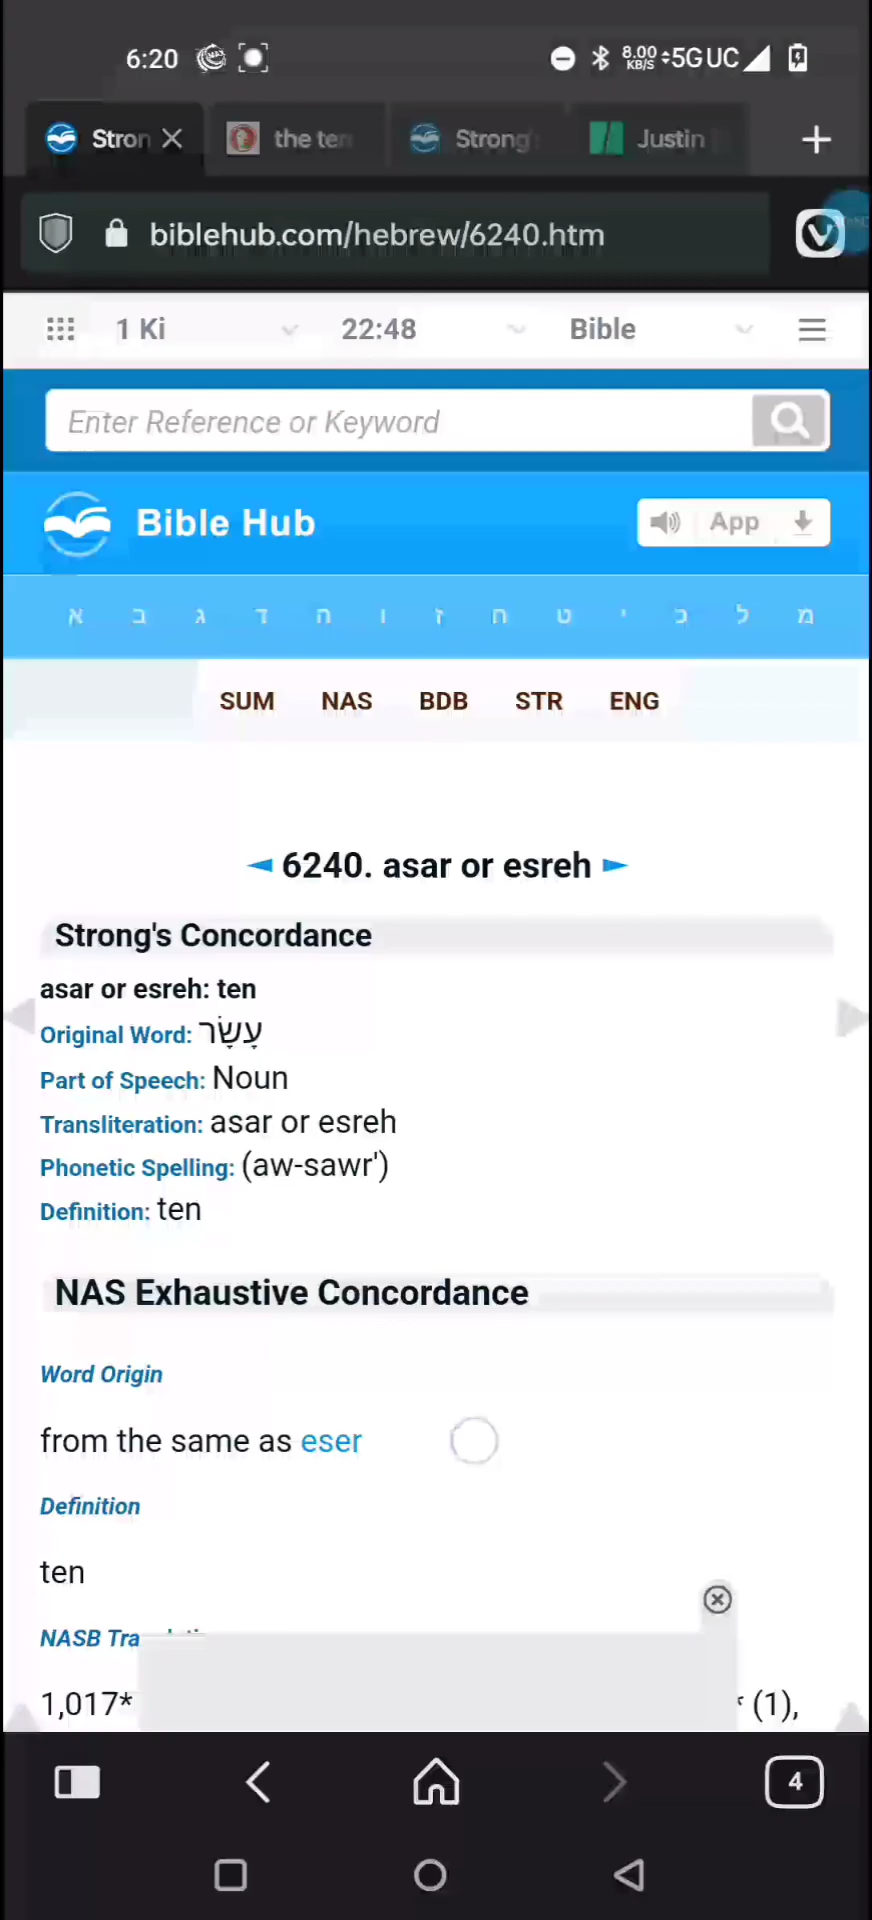 6:20 8.00 KB/S 5G UC
Stron the ten Strong' Justin
biblehub.com/hebrew/6240.htm
1 Ki 22:48 Bible
Enter Reference or Keyword
Bible Hub App
א ב ג ד ה ו ז ח ט י כ ל מ
SUM NAS BDB STR ENG
6240. asar or esreh
Strong's Concordance
asar or esreh: ten
Original Word: עָשָׂר
Part of Speech: Noun
Transliteration: asar or esreh
Phonetic Spelling: (aw-sawr')
Definition: ten
NAS Exhaustive Concordance
Word Origin
from the same as eser
Definition
ten
NASB Tra
1,017* * (1),
4